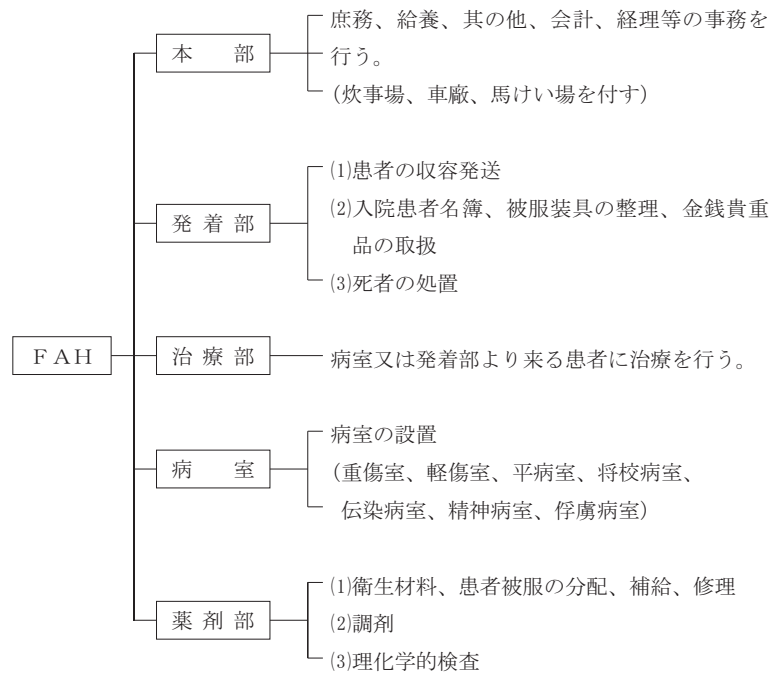 庶務、給養、其の他、会計、経理等の事務を
本　部
行う。
(炊事場、車廠、馬けい場を付す)
⑴患者の収容発送
⑵入院患者名簿、被服装具の整理、金銭貴重
発着部
品の取扱
⑶死者の処置
ＦＡＨ
治療部
病室又は発着部より来る患者に治療を行う。
病室の設置
病　室
(重傷室、軽傷室、平病室、将校病室、
伝染病室、精神病室、俘虜病室)
⑴衛生材料、患者被服の分配、補給、修理
薬剤部
⑵調剤
⑶理化学的検査